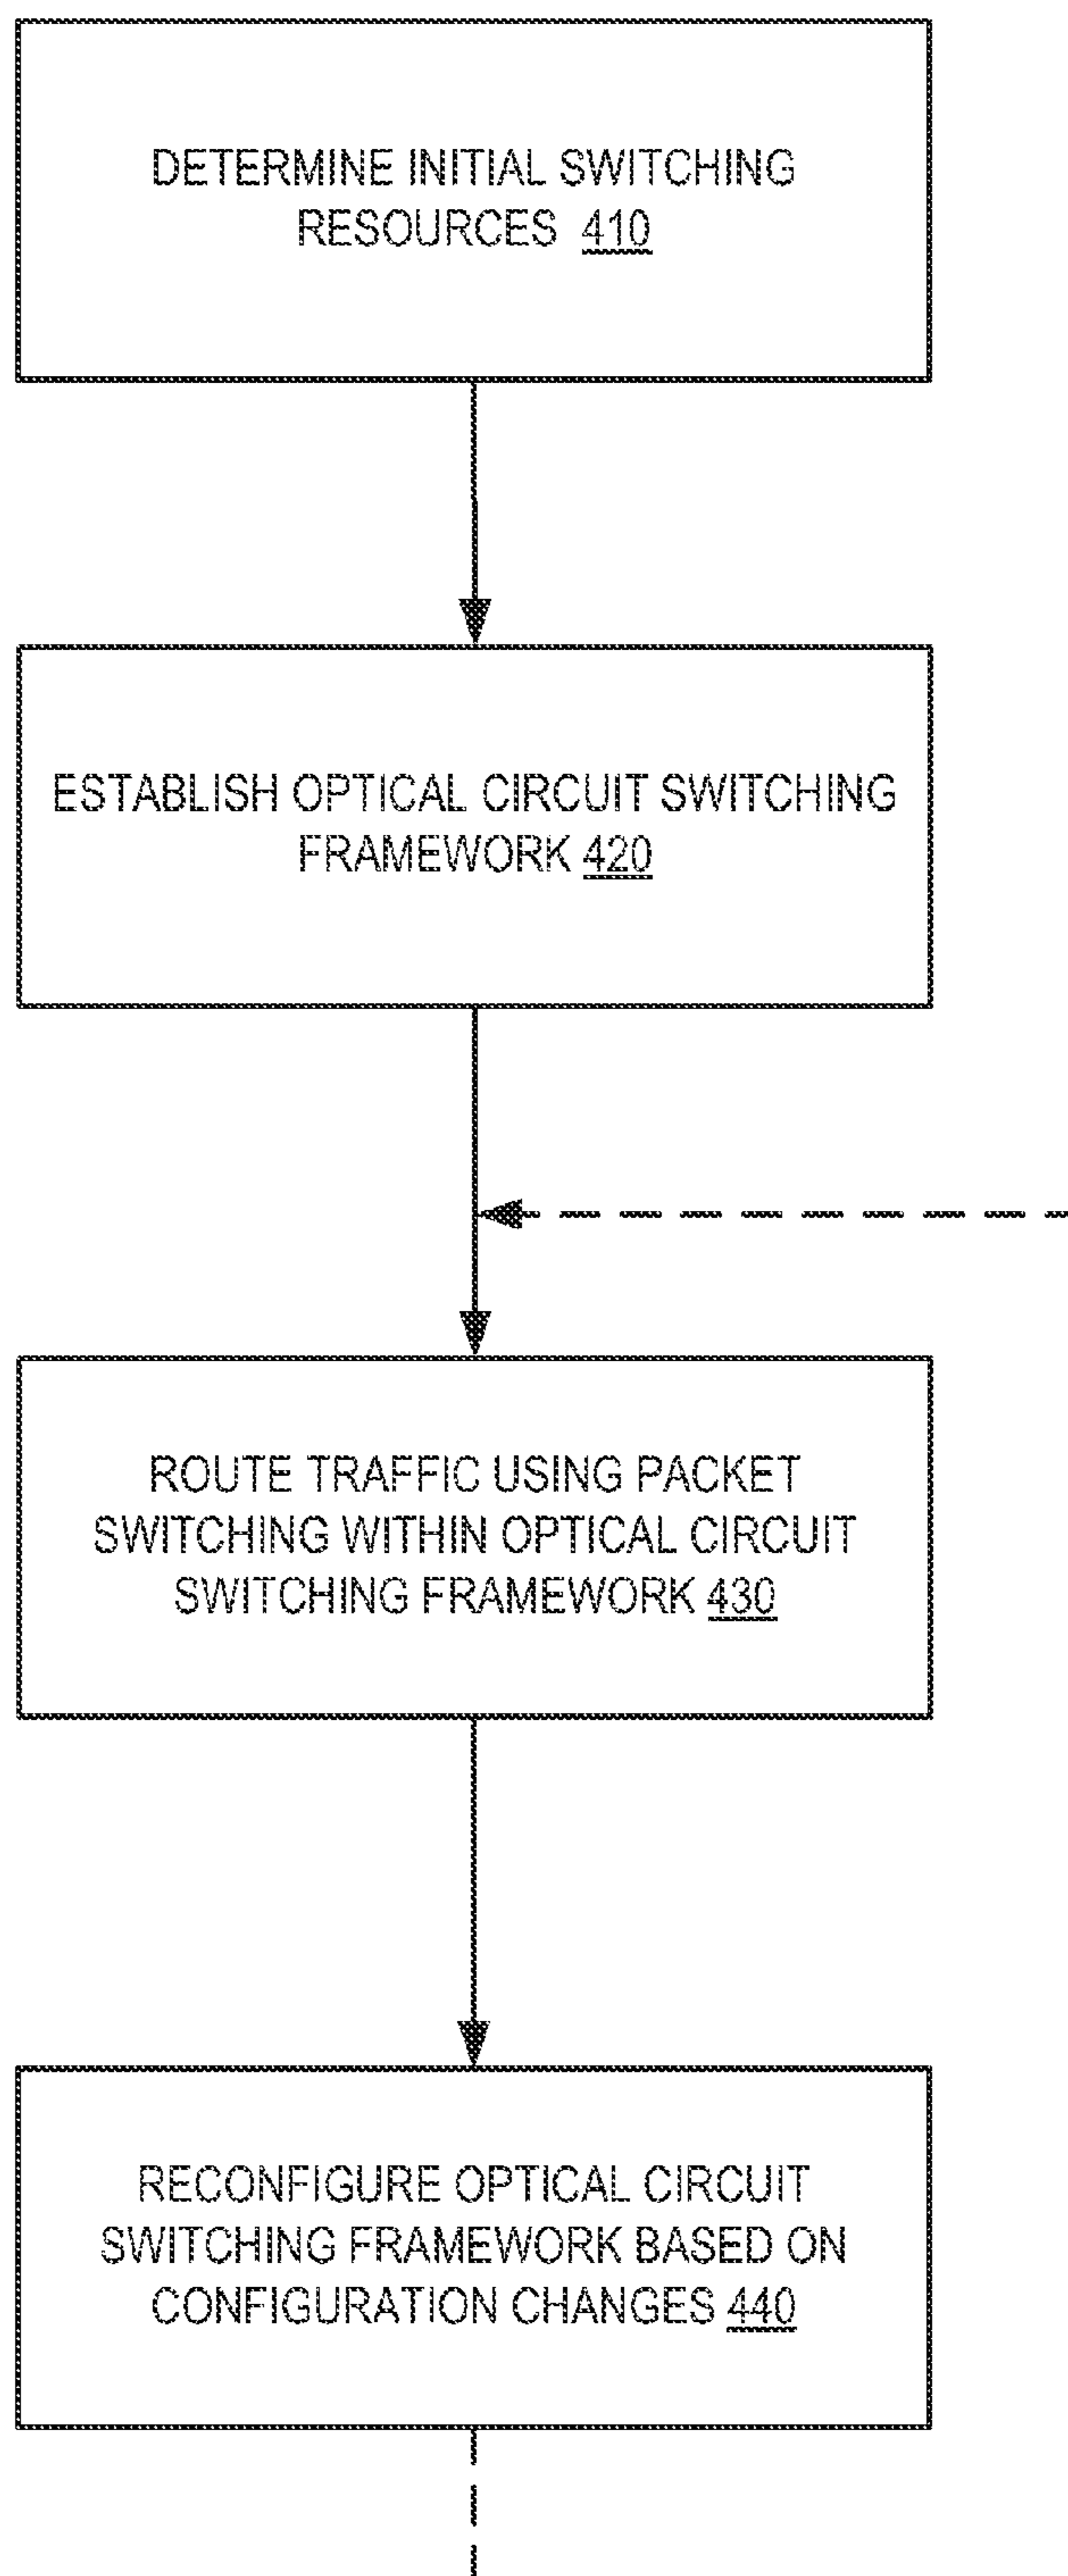 DETERMINE INITIAL SWITCHING
RESOURCES 410
ESTABLISH OPTICAL CIRCUIT SWITCHING
FRAMEWORK 420
ROUTE TRAFFIC USING PACKET
SWITCHING WITHIN OPTICAL CIRCUIT
SWITCHING FRAMEWORK 430
RECONFIGURE OPTICAL CIRCUIT
SWITCHING FRAMEWORK BASED ON
CONFIGURATION CHANGES 440